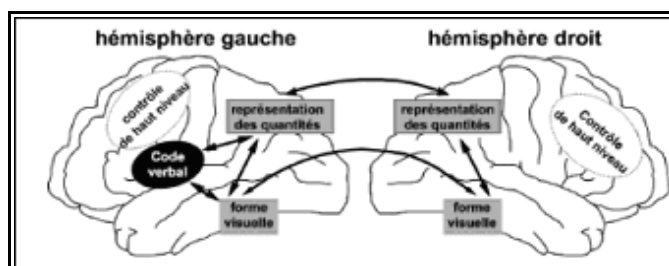 hémisphère gauche
hémisphère droit
contrôle
de haut niveau
représentation
des quantités
Code
verbal
forme
visuelle
représentation
des quantités
Contrôle
de haut niveau
forme
visuelle